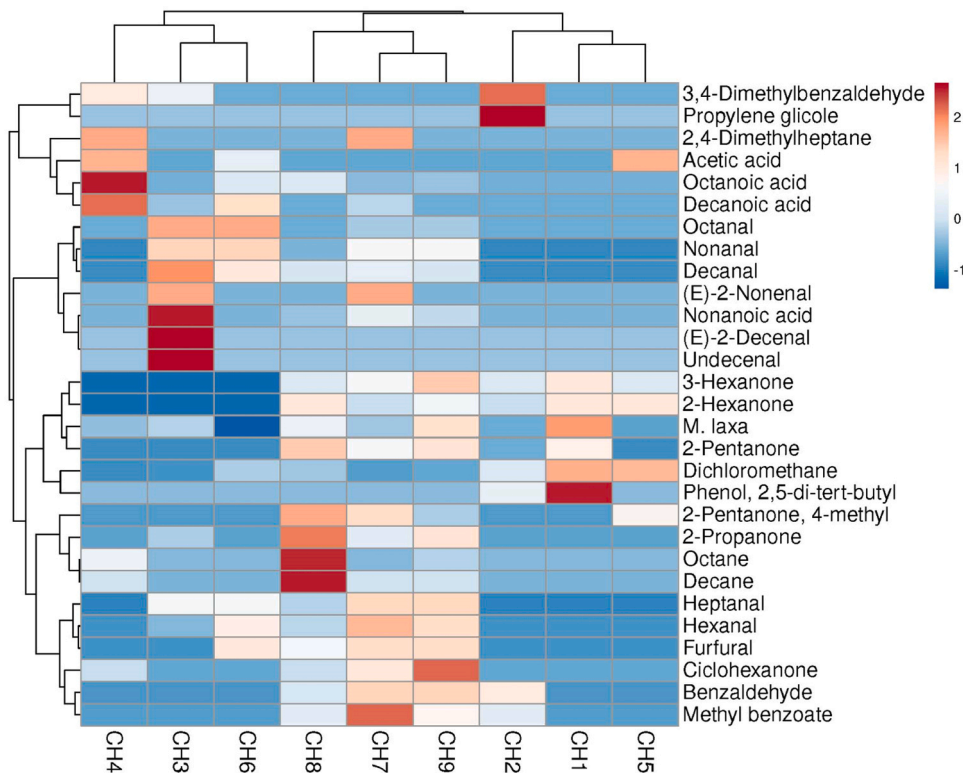 3,4-Dimethylbenzaldehyde
Propylene glicole
2,4-Dimethylheptane
Acetic acid
Octanoic acid
Decanoic acid
Octanal
Nonanal
Decanal
(E)-2-Nonenal
Nonanoic acid
(E)-2-Decenal
Undecenal
3-Hexanone
2-Hexanone
M. laxa
2-Pentanone
Dichloromethane
Phenol, 2,5-di-tert-butyl
2-Pentanone, 4-methyl
2-Propanone
Octane
Decane
Heptanal
Hexanal
Furfural
Ciclohexanone
Benzaldehyde
Methyl benzoate
2
1
0
-1
CH4
CH3
CH6
CH8
CH7
CH9
CH2
CH1
CH5